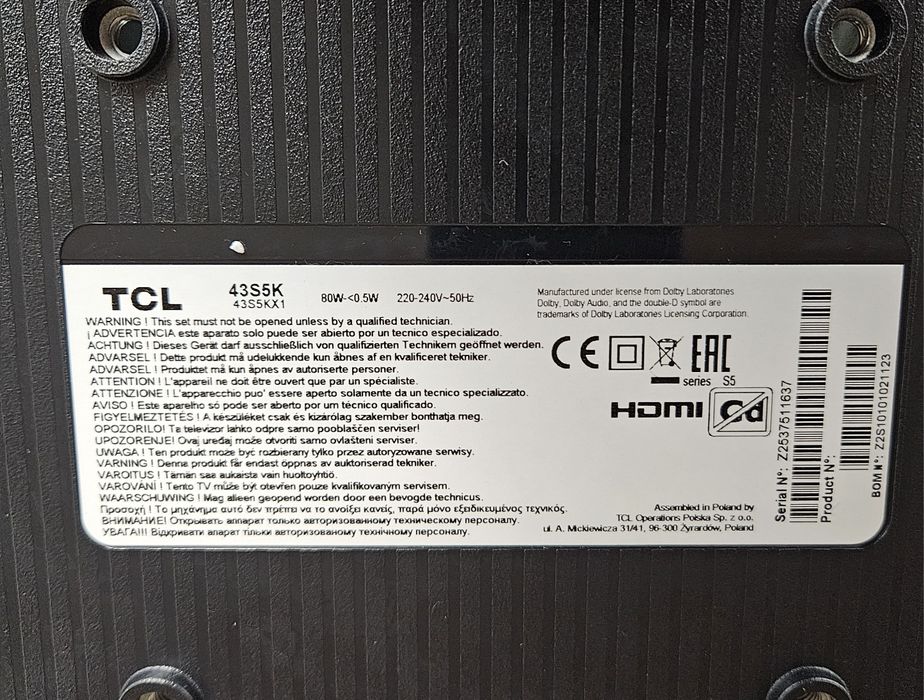 TCL
43S5K
43S5KX1
80W-<0.5W 220-240V~50Hz
WARNING ! This set must not be opened unless by a qualified technician.
¡ ADVERTENCIA este aparato solo puede ser abierto por un tecnico especializado.
ACHTUNG ! Dieses Gerät darf ausschließlich von qualifizierten Technikern geöffnet werden.
ADVARSEL ! Dette produkt må udelukkende kun åbnes af en kvalificeret tekniker.
ADVARSEL ! Produktet må kun åpnes av autoriserte personer.
ATTENTION ! L'appareil ne doit être ouvert que par un spécialiste.
ATTENZIONE ! L'apparecchio puo' essere aperto solamente da un tecnico specializzato.
AVISO ! Este aparelho só pode ser aberto por um técnico qualificado.
FIGYELMEZTETÉS ! A készüléket csak és kizárólag szakember bonthatja meg.
OPOZORILO! Ta televizor lahko odpre samo pooblaščen serviser!
UPOZORENJE! Ovaj uređaj može otvoriti samo ovlašteni serviser.
UWAGA ! Ten produkt może być rozbierany tylko przez autoryzowane serwisy.
VARNING ! Denna produkt får endast öppnas av auktoriserad tekniker.
VAROITUS ! Tämän saa aukaista vain huoltoyhtiö.
VAROVÁNÍ ! Tento TV může být otevřen pouze kvalifikovaným servisem.
WAARSCHUWING ! Mag alleen geopend worden door een bevoegde technicus.
Προσοχή ! Το μηχάνημα αυτό δεν πρέπει να το ανοίξει κανείς, παρά μόνο εξειδικευμένος τεχνικός.
ВНИМАНИЕ! Открывать аппарат только авторизованному техническому персоналу.
УВАГА!!! Відкривати апарат тільки авторизованому технічному персоналу.
Manufactured under license from Dolby Laboratories
Dolby, Dolby Audio, and the double-D symbol are
trademarks of Dolby Laboratories Licensing Corporation.
CE EAC
series S5
HDMI Cd
Assembled in Poland by
TCL Operations Polska Sp. z o.o.
ul. A. Mickiewicza 31/41, 96-300 Żyrardów, Poland
Serial Nº: Z2537511637
Product Nº:
BOM Nº: Z2S10101021123